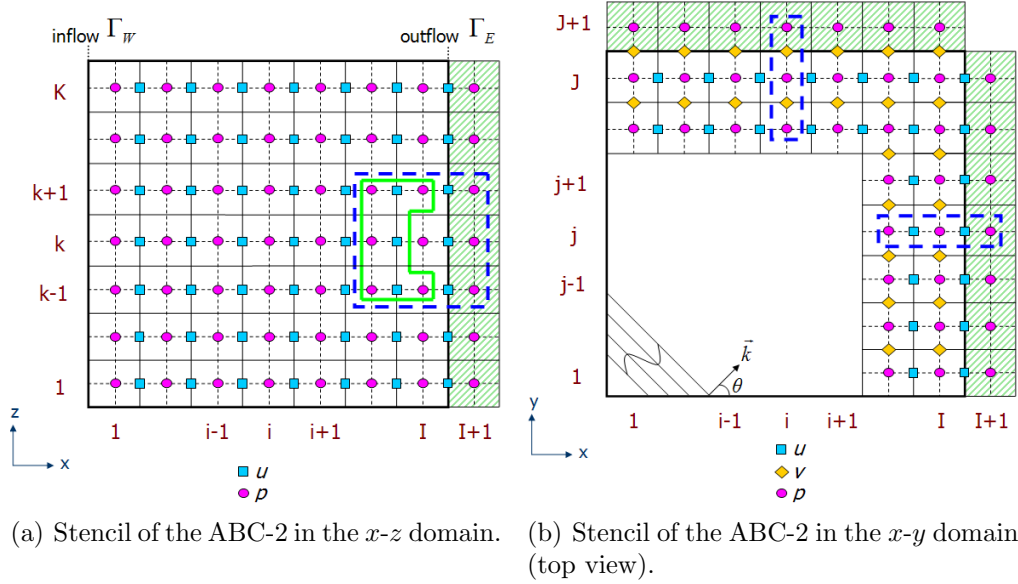 inflow Γ_W
outflow Γ_E
K
k+1
k
k-1
1
1 i-1 i i+1 I I+1
z
x
u
p
(a) Stencil of the ABC-2 in the x-z domain.
J+1
J
j+1
j
j-1
1
k⃗
θ
1 i-1 i i+1 I I+1
y
x
u
v
p
(b) Stencil of the ABC-2 in the x-y domain
(top view).